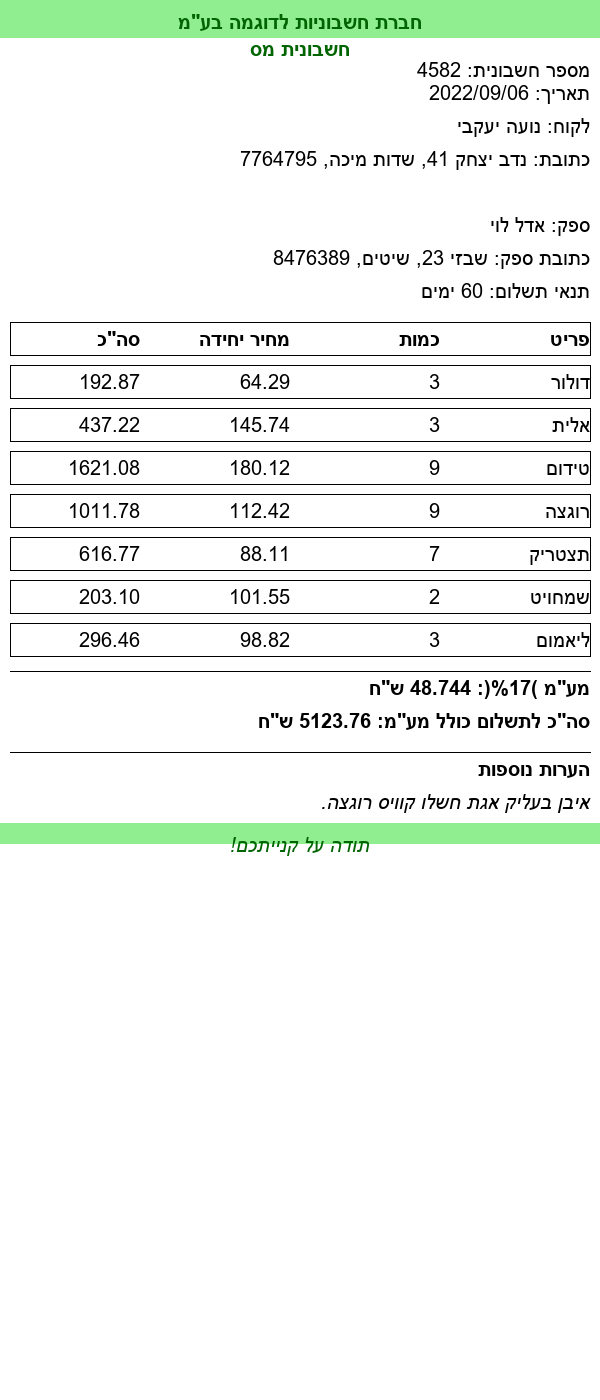 חברת חשבוניות לדוגמה בע"מ
חשבונית מס
מספר חשבונית: 4582
תאריך: 2022/09/06
לקוח: נועה יעקבי
כתובת: נדב יצחק 41, שדות מיכה, 7764795
ספק: אדל לוי
כתובת ספק: שבזי 23, שיטים, 8476389
תנאי תשלום: 60 ימים
פריט כמות מחיר יחידה סה"כ
דולור 3 64.29 192.87
אלית 3 145.74 437.22
טידום 9 180.12 1621.08
רוגצה 9 112.42 1011.78
תצטריק 7 88.11 616.77
שמחויט 2 101.55 203.10
ליאמום 3 98.82 296.46
מע"מ )17%(: 48.744 ש"ח
סה"כ לתשלום כולל מע"מ: 5123.76 ש"ח
הערות נוספות
איבן בעליק אגת חשלו קוויס רוגצה.
תודה על קנייתכם!